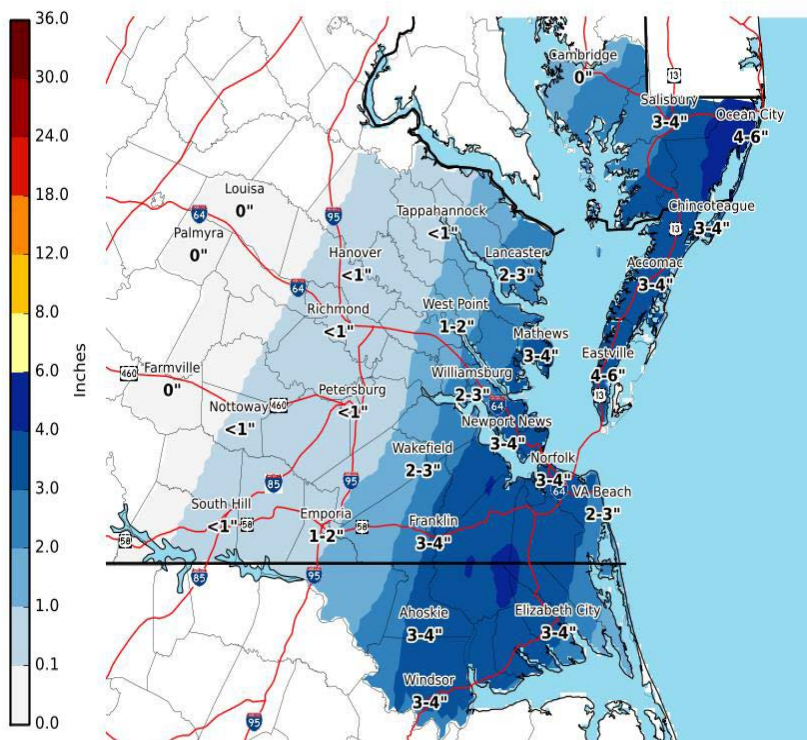 36.0
30.0
24.0
18.0
12.0
8.0
6.0
4.0
3.0
2.0
1.0
0.1
0.0
Inches
Cambridge
0"
13
Salisbury
3-4"
Ocean City
4-6"
Louisa
0"
64
95
Palmyra
0"
Tappahannock
<1"
Chincoteague
3-4"
13
Hanover
<1"
Lancaster
2-3"
Accomac
3-4"
64
Richmond
<1"
West Point
1-2"
Mathews
3-4"
Eastville
4-6"
13
460
Farmville
0"
Williamsburg
2-3"
64
Petersburg
<1"
460
Nottoway
<1"
Newport News
3-4"
Wakefield
2-3"
Norfolk
3-4"
64
VA Beach
2-3"
85
95
South Hill
<1"
58
58
Emporia
1-2"
58
Franklin
3-4"
85
95
Ahoskie
3-4"
Elizabeth City
3-4"
Windsor
3-4"
95